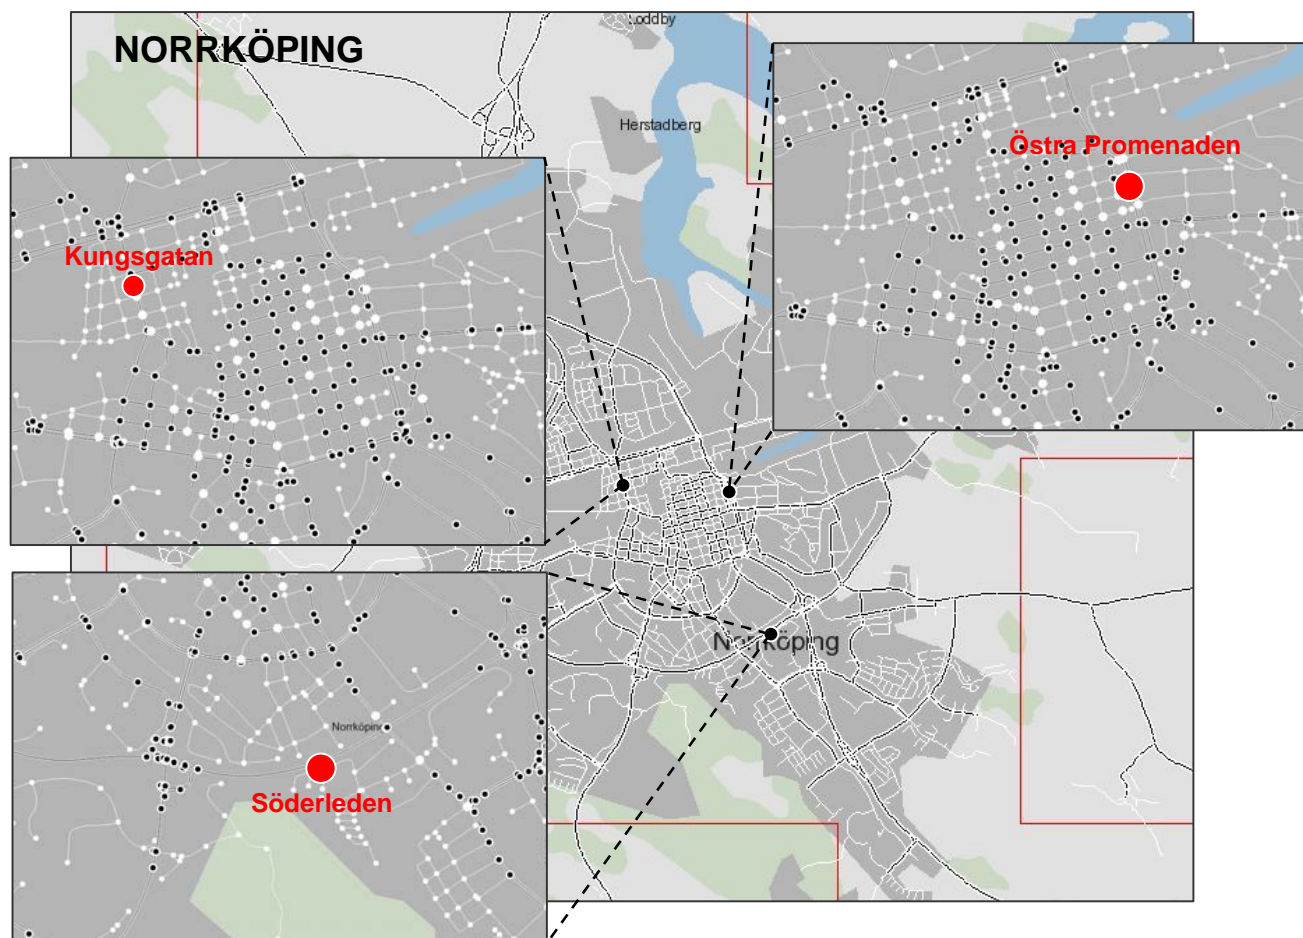 Loddby
NORRKÖPING
Herstadberg
Östra Promenaden
Kungsgatan
Norrköping
Norrköping
Söderleden